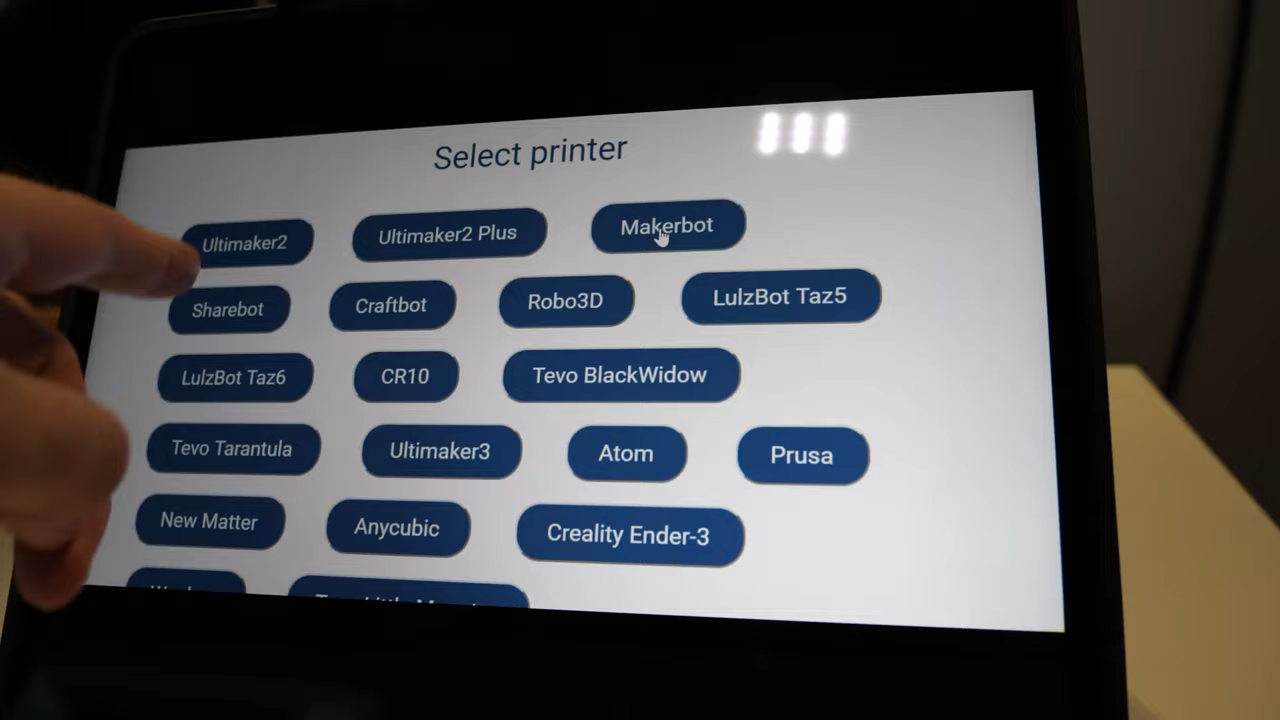 Select printer
Ultimaker2 Ultimaker2 Plus Makerbot
Sharebot Craftbot Robo3D LulzBot Taz5
LulzBot Taz6 CR10 Tevo BlackWidow
Tevo Tarantula Ultimaker3 Atom Prusa
New Matter Anycubic Creality Ender-3